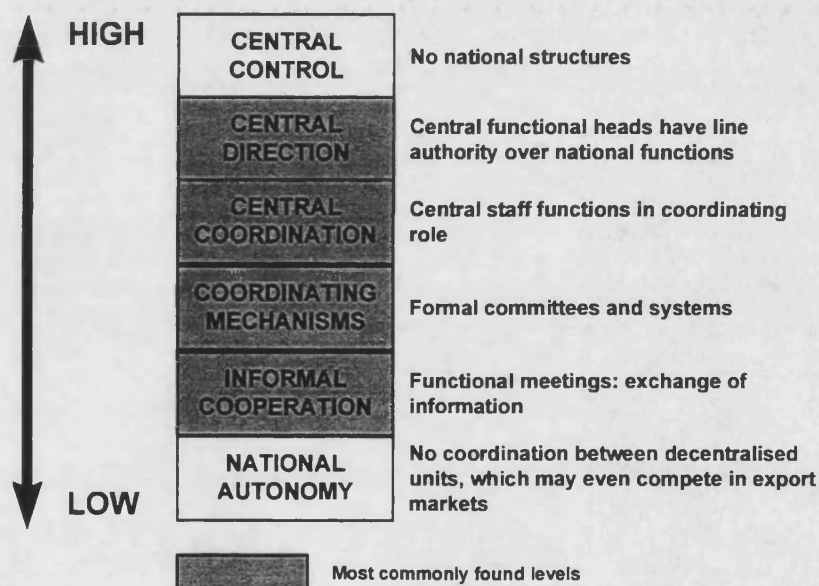 HIGH
CENTRAL
CONTROL
No national structures
CENTRAL
DIRECTION
Central functional heads have line
authority over national functions
CENTRAL
COORDINATION
Central staff functions in coordinating
role
COORDINATING
MECHANISMS
Formal committees and systems
INFORMAL
COOPERATION
Functional meetings: exchange of
information
NATIONAL
AUTONOMY
No coordination between decentralised
units, which may even compete in export
markets
LOW
Most commonly found levels